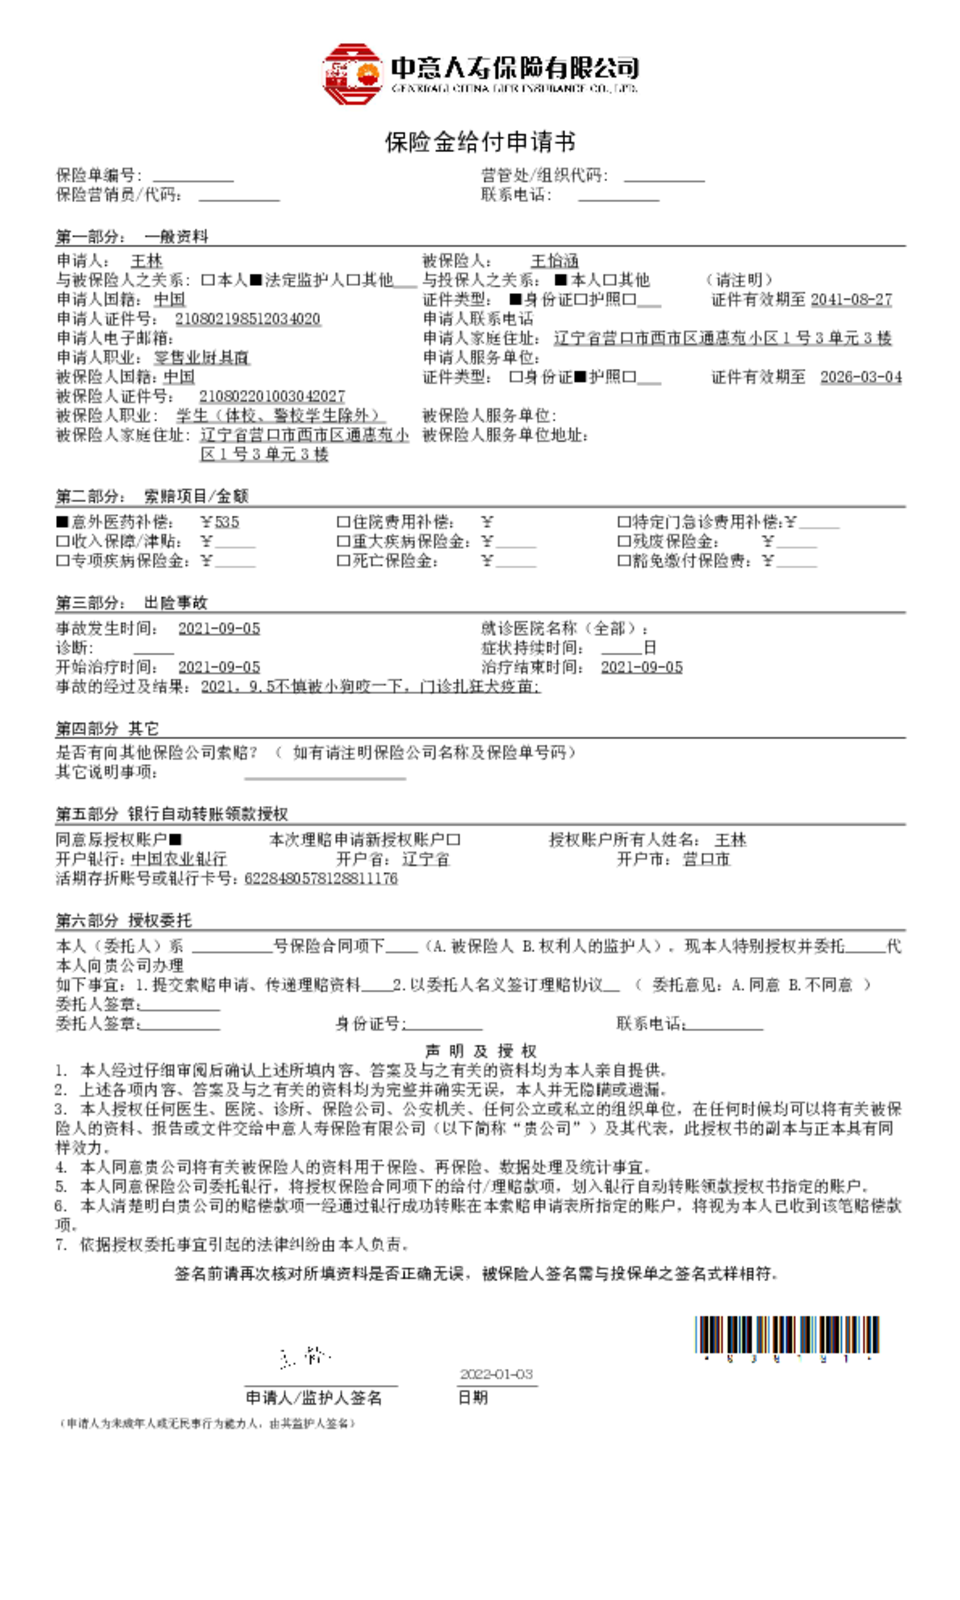 中意人寿保险有限公司
GENERALI CHINA LIFE INSURANCE CO., LTD.
保险金给付申请书
保险单编号: 营管处/组织代码:
保险营销员/代码: 联系电话:
第一部分: 一般资料
申请人: 王林 被保险人: 王怡涵
与被保险人之关系: □本人■法定监护人□其他 与投保人之关系: ■本人□其他 (请注明)
申请人国籍: 中国 证件类型: ■身份证□护照□ 证件有效期至 2041-08-27
申请人证件号: 210802198512034020 申请人联系电话
申请人电子邮箱: 申请人家庭住址: 辽宁省营口市西市区通惠苑小区1号3单元3楼
申请人职业: 零售业厨具商 申请人服务单位:
被保险人国籍: 中国 证件类型: □身份证■护照□ 证件有效期至 2026-03-04
被保险人证件号: 210802201003042027
被保险人职业: 学生(体校、警校学生除外) 被保险人服务单位:
被保险人家庭住址: 辽宁省营口市西市区通惠苑小 被保险人服务单位地址:
区1号3单元3楼
第二部分: 索赔项目/金额
■意外医药补偿: ￥535 □住院费用补偿: ￥ □特定门急诊费用补偿:￥
□收入保障/津贴: ￥ □重大疾病保险金: ￥ □残废保险金: ￥
□专项疾病保险金: ￥ □死亡保险金: ￥ □豁免缴付保险费: ￥
第三部分: 出险事故
事故发生时间: 2021-09-05 就诊医院名称(全部):
诊断: 症状持续时间: 日
开始治疗时间: 2021-09-05 治疗结束时间: 2021-09-05
事故的经过及结果: 2021，9.5不慎被小狗咬一下，门诊扎狂犬疫苗;
第四部分 其它
是否有向其他保险公司索赔? ( 如有请注明保险公司名称及保险单号码)
其它说明事项:
第五部分 银行自动转账领款授权
同意原授权账户■ 本次理赔申请新授权账户□ 授权账户所有人姓名: 王林
开户银行: 中国农业银行 开户省: 辽宁省 开户市: 营口市
活期存折账号或银行卡号: 6228480578128811176
第六部分 授权委托
本人(委托人)系 号保险合同项下 (A.被保险人 B.权利人的监护人)。现本人特别授权并委托 代
本人向贵公司办理
如下事宜: 1.提交索赔申请、传递理赔资料 2.以委托人名义签订理赔协议 ( 委托意见: A.同意 B.不同意 )
委托人签章:
委托人签章: 身份证号: 联系电话:
声 明 及 授 权
1. 本人经过仔细审阅后确认上述所填内容、答案及与之有关的资料均为本人亲自提供。
2. 上述各项内容、答案及与之有关的资料均为完整并确实无误，本人并无隐瞒或遗漏。
3. 本人授权任何医生、医院、诊所、保险公司、公安机关、任何公立或私立的组织单位，在任何时候均可以将有关被保
险人的资料、报告或文件交给中意人寿保险有限公司(以下简称“贵公司”)及其代表，此授权书的副本与正本具有同
样效力。
4. 本人同意贵公司将有关被保险人的资料用于保险、再保险、数据处理及统计事宜。
5. 本人同意保险公司委托银行，将授权保险合同项下的给付/理赔款项，划入银行自动转账领款授权书指定的账户。
6. 本人清楚明白贵公司的赔偿款项一经通过银行成功转账在本索赔申请表所指定的账户，将视为本人已收到该笔赔偿款
项。
7. 依据授权委托事宜引起的法律纠纷由本人负责。
签名前请再次核对所填资料是否正确无误，被保险人签名需与投保单之签名式样相符。
王林
2022-01-03
申请人/监护人签名 日期
(申请人为未成年人或无民事行为能力人，由其监护人签名)